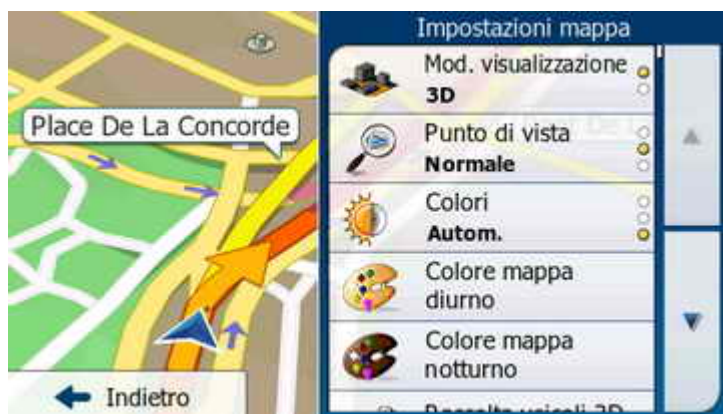 Impostazioni mappa
Mod. visualizzazione
3D
Place De La Concorde
Punto di vista
Normale
Colori
Autom.
Colore mappa
diurno
Colore mappa
notturno
Indietro